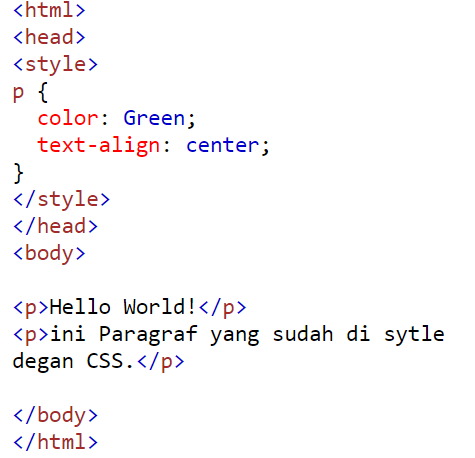 <html>
<head>
<style>
p {
  color: Green;
  text-align: center;
}
</style>
</head>
<body>

<p>Hello World!</p>
<p>ini Paragraf yang sudah di sytle
degan CSS.</p>

</body>
</html>